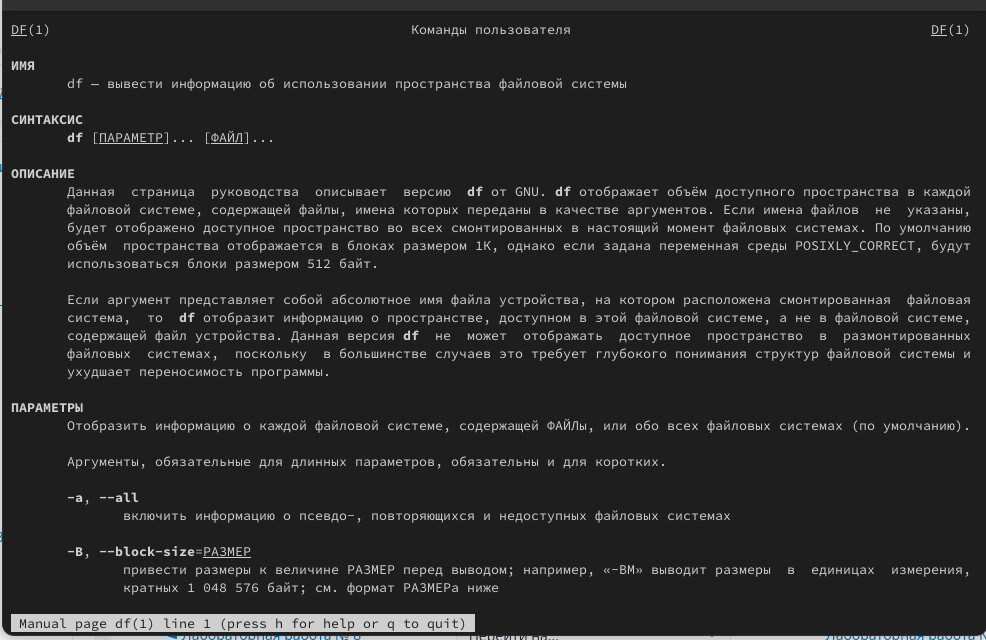 DF(1) Команды пользователя DF(1)
ИМЯ
df — вывести информацию об использовании пространства файловой системы
СИНТАКСИС
df [ПАРАМЕТР]... [ФАЙЛ]...
ОПИСАНИЕ
Данная страница руководства описывает версию df от GNU. df отображает объём доступного пространства в каждой
файловой системе, содержащей файлы, имена которых переданы в качестве аргументов. Если имена файлов не указаны,
будет отображено доступное пространство во всех смонтированных в настоящий момент файловых системах. По умолчанию
объём пространства отображается в блоках размером 1K, однако если задана переменная среды POSIXLY_CORRECT, будут
использоваться блоки размером 512 байт.
Если аргумент представляет собой абсолютное имя файла устройства, на котором расположена смонтированная файловая
система, то df отобразит информацию о пространстве, доступном в этой файловой системе, а не в файловой системе,
содержащей файл устройства. Данная версия df не может отображать доступное пространство в размонтированных
файловых системах, поскольку в большинстве случаев это требует глубокого понимания структур файловой системы и
ухудшает переносимость программы.
ПАРАМЕТРЫ
Отобразить информацию о каждой файловой системе, содержащей ФАЙЛы, или обо всех файловых системах (по умолчанию).
Аргументы, обязательные для длинных параметров, обязательны и для коротких.
-a, --all
включить информацию о псевдо-, повторяющихся и недоступных файловых системах
-B, --block-size=РАЗМЕР
привести размеры к величине РАЗМЕР перед выводом; например, «-BM» выводит размеры в единицах измерения,
кратных 1 048 576 байт; см. формат РАЗМЕРа ниже
Manual page df(1) line 1 (press h for help or q to quit)